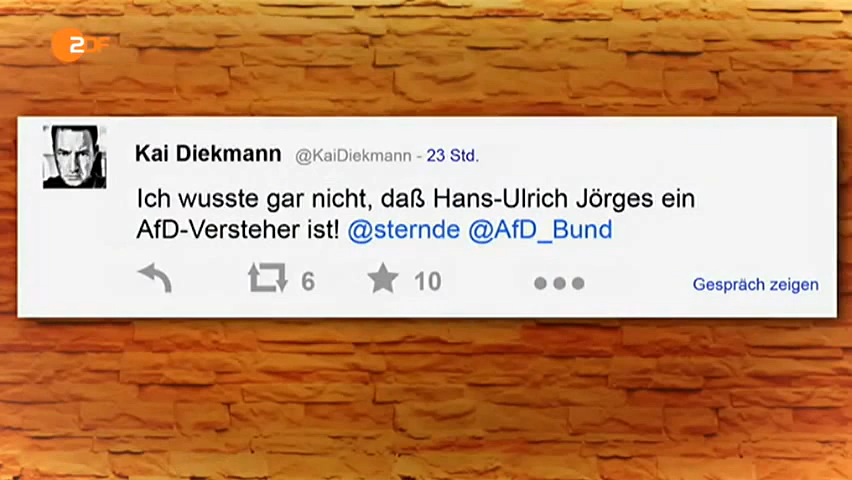 2DF
Kai Diekmann @KaiDiekmann - 23 Std.
Ich wusste gar nicht, daß Hans-Ulrich Jörges ein
AfD-Versteher ist! @sternde @AfD_Bund
6 10
Gespräch zeigen